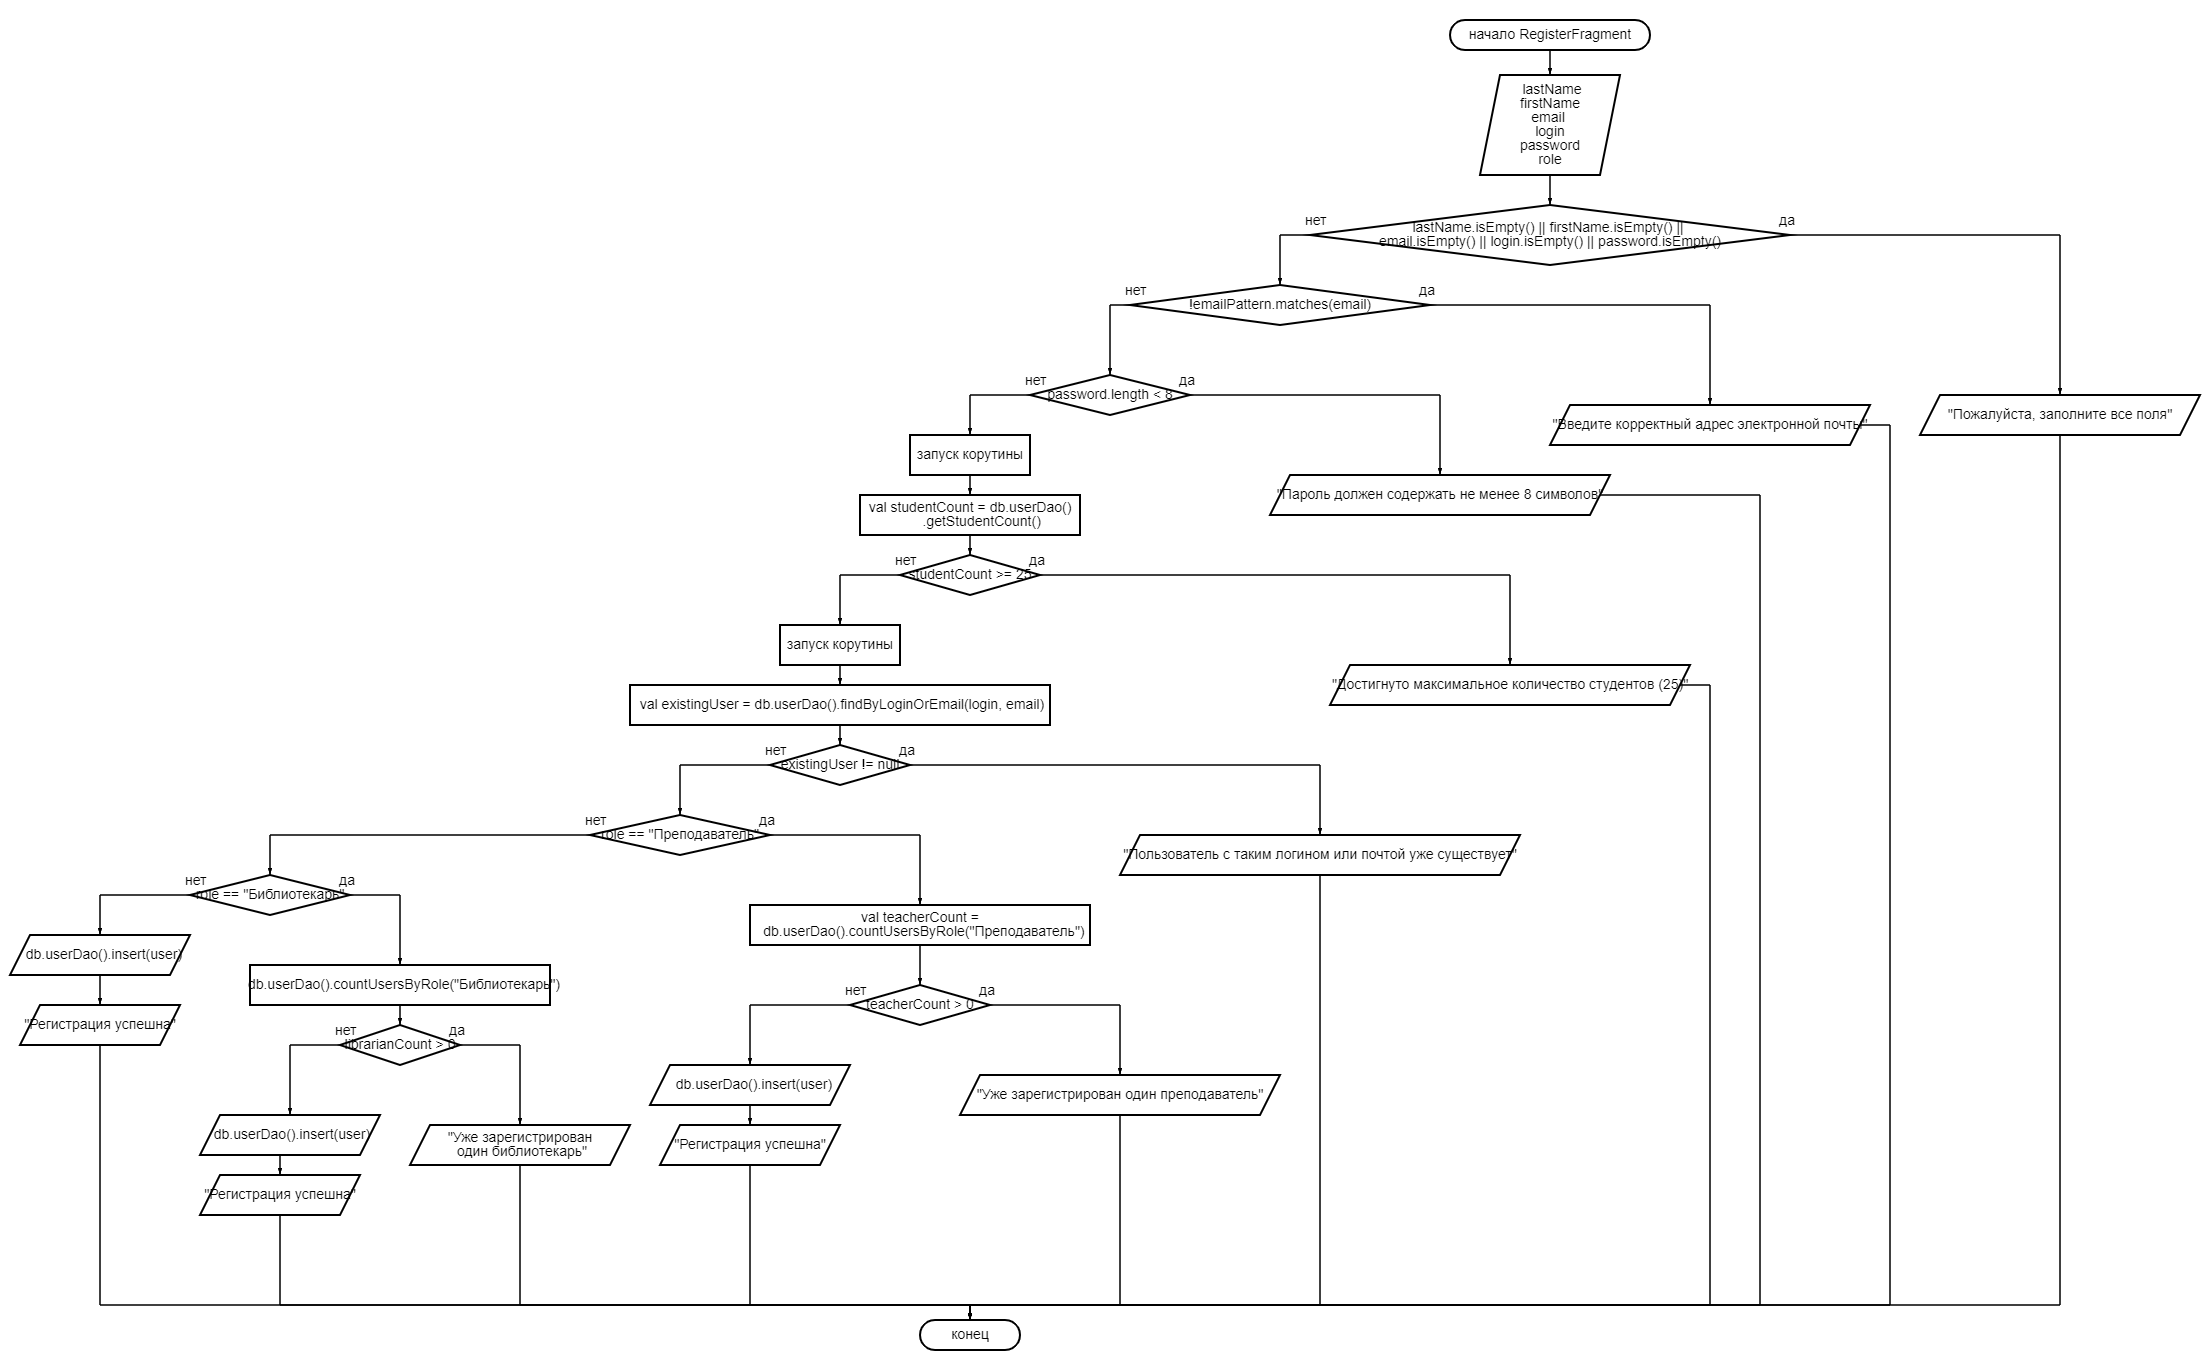 начало RegisterFragment
lastName
firstName
email
login
password
role
нет
да
lastName.isEmpty() || firstName.isEmpty() ||
email.isEmpty() || login.isEmpty() || password.isEmpty()
нет
да
!emailPattern.matches(email)
нет
да
password.length < 8
"Пожалуйста, заполните все поля"
"Введите корректный адрес электронной почты"
запуск корутины
"Пароль должен содержать не менее 8 символов"
val studentCount = db.userDao()
.getStudentCount()
нет
да
studentCount >= 25
запуск корутины
"Достигнуто максимальное количество студентов (25)"
val existingUser = db.userDao().findByLoginOrEmail(login, email)
нет
да
existingUser != null
нет
да
role == "Преподаватель"
"Пользователь с таким логином или почтой уже существует"
нет
да
role == "Библиотекарь"
val teacherCount =
db.userDao().countUsersByRole("Преподаватель")
db.userDao().insert(user)
db.userDao().countUsersByRole("Библиотекарь")
нет
да
teacherCount > 0
"Регистрация успешна"
нет
да
librarianCount > 0
db.userDao().insert(user)
"Уже зарегистрирован один преподаватель"
db.userDao().insert(user)
"Уже зарегистрирован
один библиотекарь"
"Регистрация успешна"
"Регистрация успешна"
конец